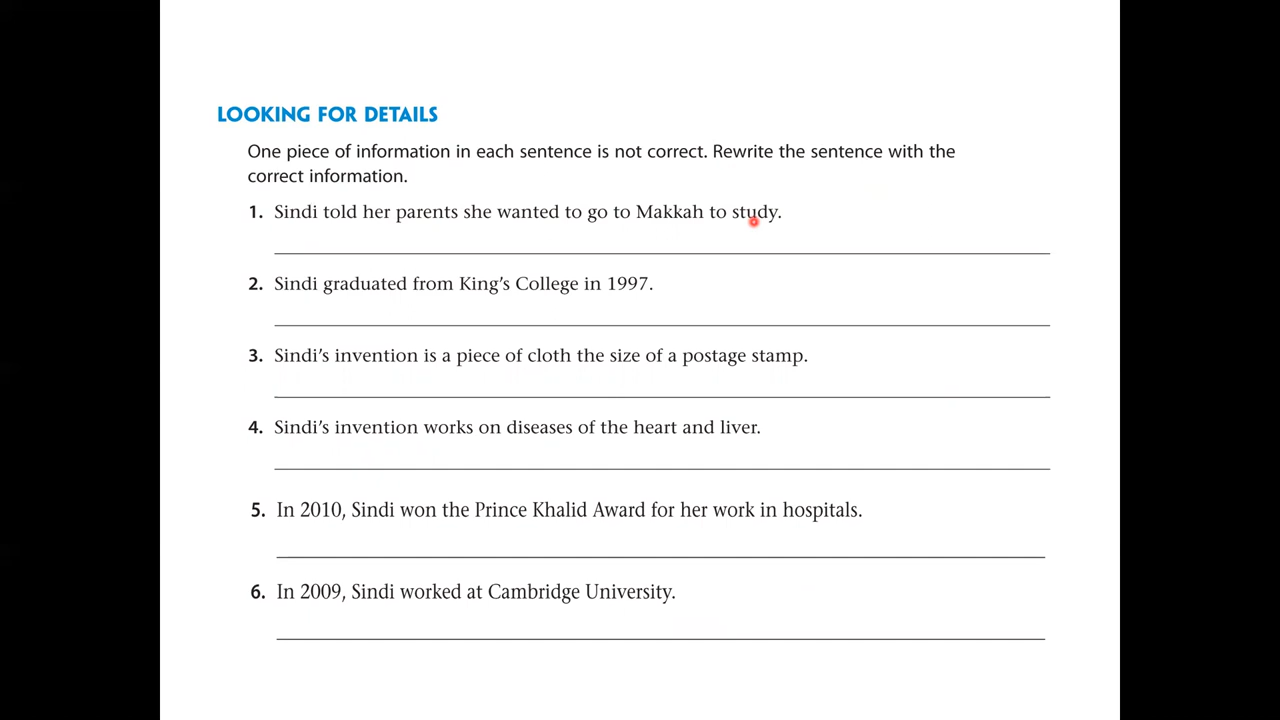 LOOKING FOR DETAILS
One piece of information in each sentence is not correct. Rewrite the sentence with the
correct information.
1. Sindi told her parents she wanted to go to Makkah to study.
2. Sindi graduated from King’s College in 1997.
3. Sindi’s invention is a piece of cloth the size of a postage stamp.
4. Sindi’s invention works on diseases of the heart and liver.
5. In 2010, Sindi won the Prince Khalid Award for her work in hospitals.
6. In 2009, Sindi worked at Cambridge University.